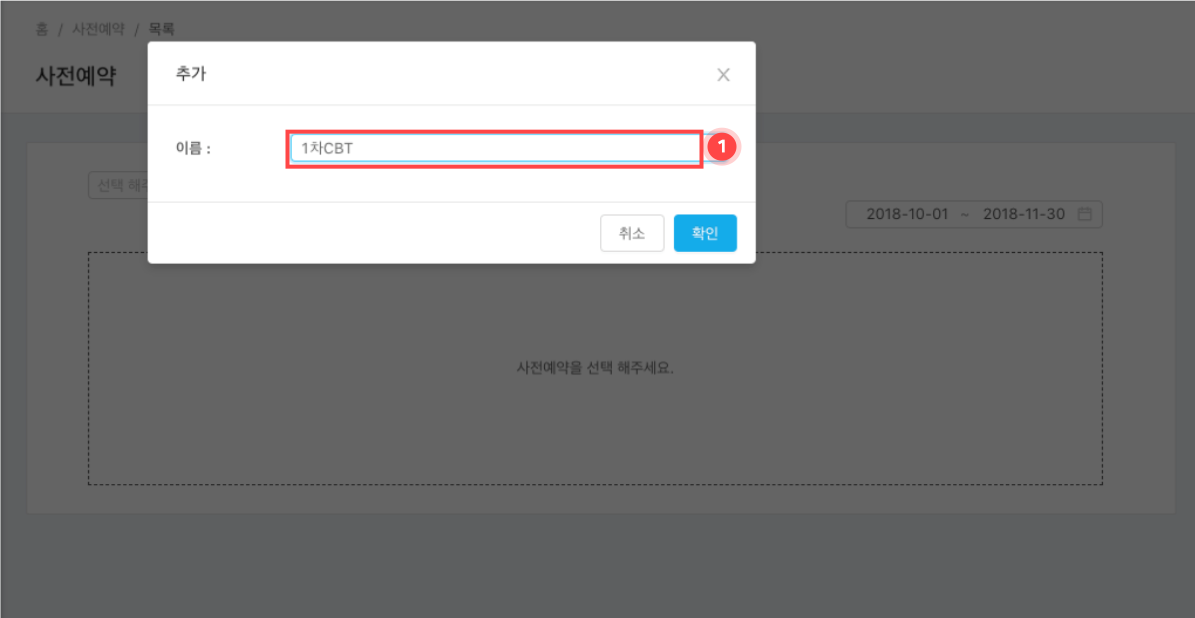 홈 / 사전예약 / 목록
사전예약
추가
이름 :
1차CBT
1
선택 해
2018-10-01 ~ 2018-11-30
취소
확인
사전예약을 선택 해주세요.